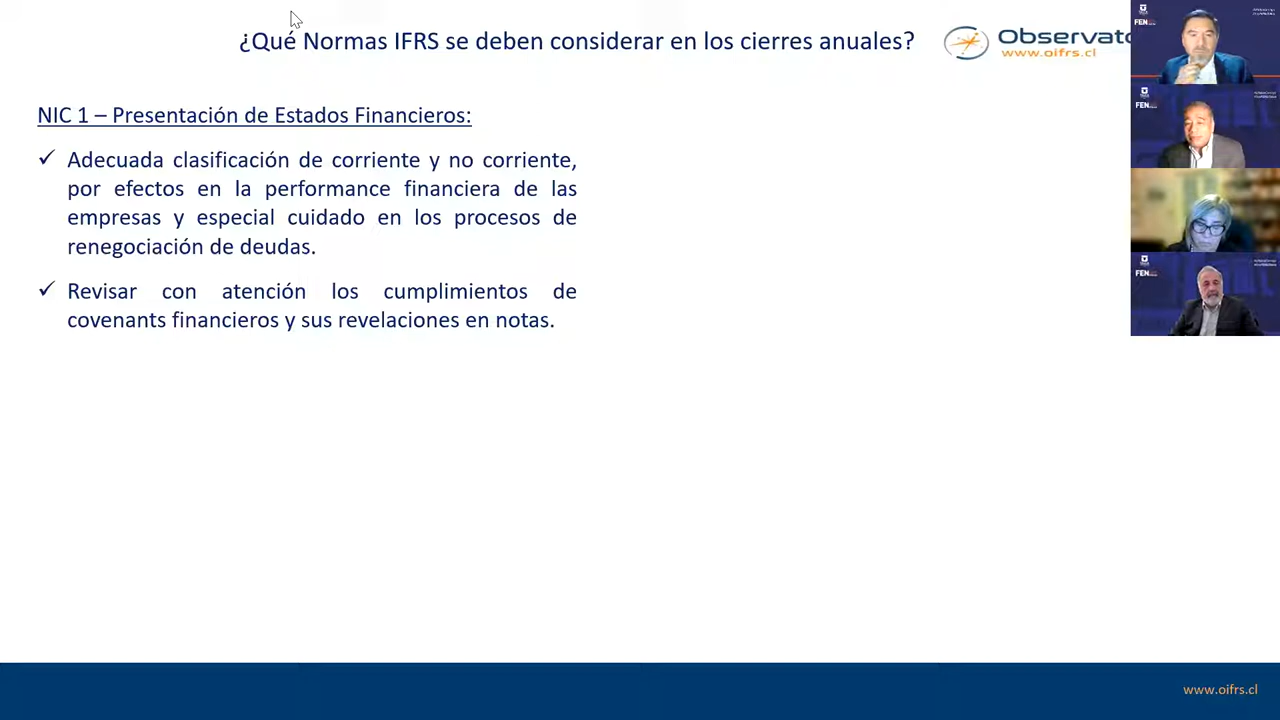 ¿Qué Normas IFRS se deben considerar en los cierres anuales?
Observato
www.oifrs.cl
NIC 1 – Presentación de Estados Financieros:
✓ Adecuada clasificación de corriente y no corriente,
por efectos en la performance financiera de las
empresas y especial cuidado en los procesos de
renegociación de deudas.
✓ Revisar con atención los cumplimientos de
covenants financieros y sus revelaciones en notas.
FEN
FEN
FEN
www.oifrs.cl